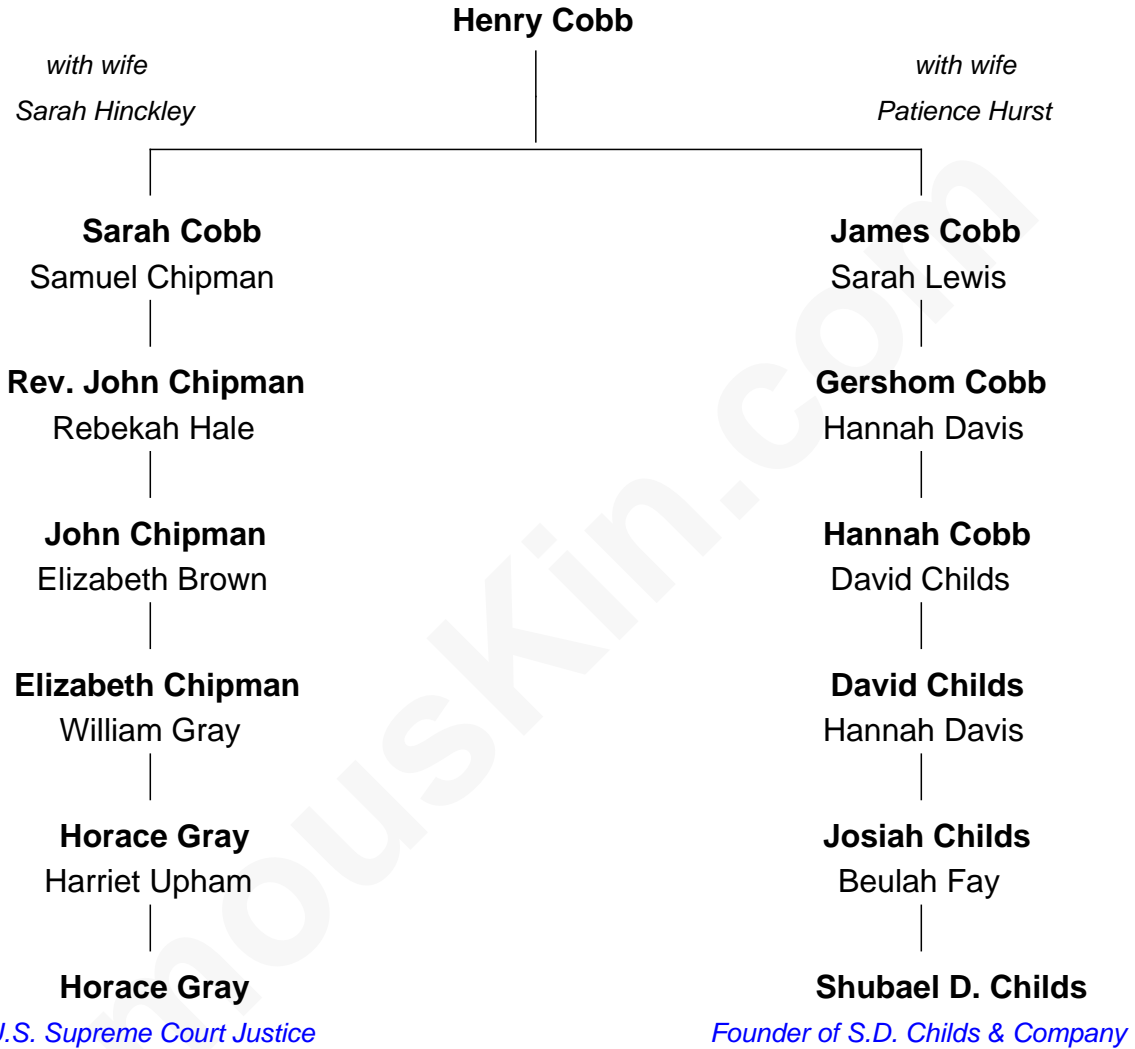 Henry Cobb
with wife
Sarah Hinckley
with wife
Patience Hurst
Sarah Cobb
Samuel Chipman
James Cobb
Sarah Lewis
Rev. John Chipman
Rebekah Hale
Gershom Cobb
Hannah Davis
John Chipman
Elizabeth Brown
Hannah Cobb
David Childs
Elizabeth Chipman
William Gray
David Childs
Hannah Davis
Horace Gray
Harriet Upham
Josiah Childs
Beulah Fay
Horace Gray
U.S. Supreme Court Justice
Shubael D. Childs
Founder of S.D. Childs & Company
mousKin.com